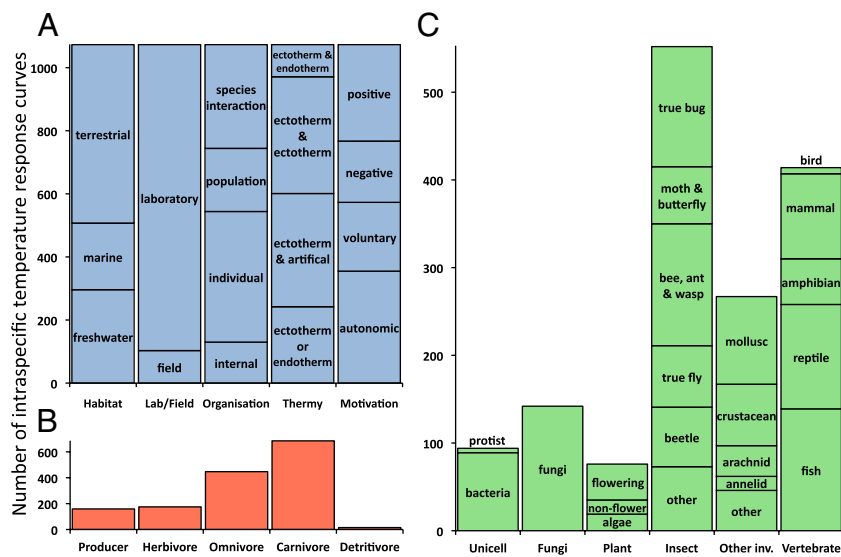 A
Number of intraspecific temperature response curves
1000
800
600
400
200
0
terrestrial
marine
freshwater
laboratory
field
species
interaction
population
individual
internal
ectotherm &
endotherm
ectotherm
&
ectotherm
ectotherm
& artifical
ectotherm
or
endotherm
positive
negative
voluntary
autonomic
Habitat Lab/Field Organisation Thermy Motivation
B
600
400
200
0
Producer Herbivore Omnivore Carnivore Detritivore
C
500
400
300
200
100
0
protist
bacteria
fungi
flowering
non-flower
algae
true bug
moth &
butterfly
bee, ant
& wasp
true fly
beetle
other
mollusc
crustacean
arachnid
annelid
other
bird
mammal
amphibian
reptile
fish
Unicell Fungi Plant Insect Other inv. Vertebrate